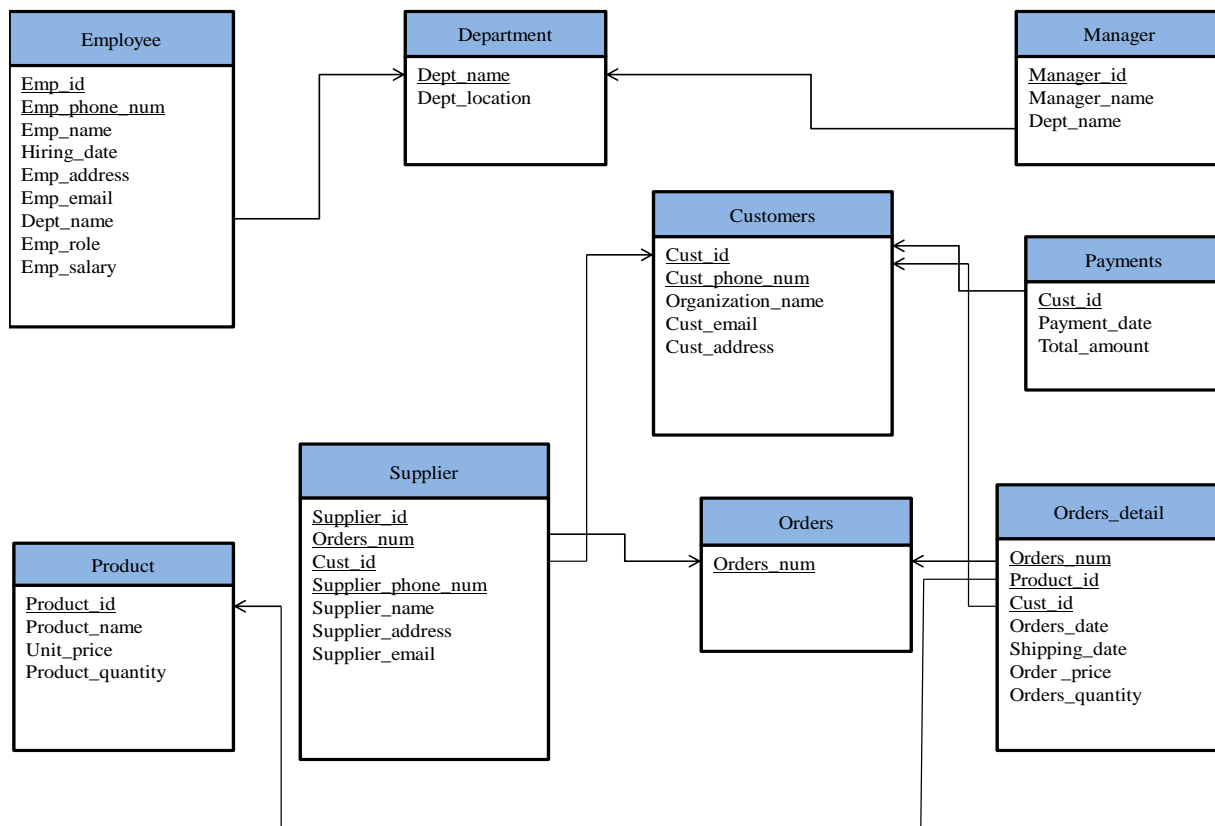 Employee
Emp_id
Emp_phone_num
Emp_name
Hiring_date
Emp_address
Emp_email
Dept_name
Emp_role
Emp_salary
Department
Dept_name
Dept_location
Manager
Manager_id
Manager_name
Dept_name
Customers
Cust_id
Cust_phone_num
Organization_name
Cust_email
Cust_address
Payments
Cust_id
Payment_date
Total_amount
Supplier
Supplier_id
Orders_num
Cust_id
Supplier_phone_num
Supplier_name
Supplier_address
Supplier_email
Orders
Orders_num
Orders_detail
Orders_num
Product_id
Cust_id
Orders_date
Shipping_date
Order _price
Orders_quantity
Product
Product_id
Product_name
Unit_price
Product_quantity